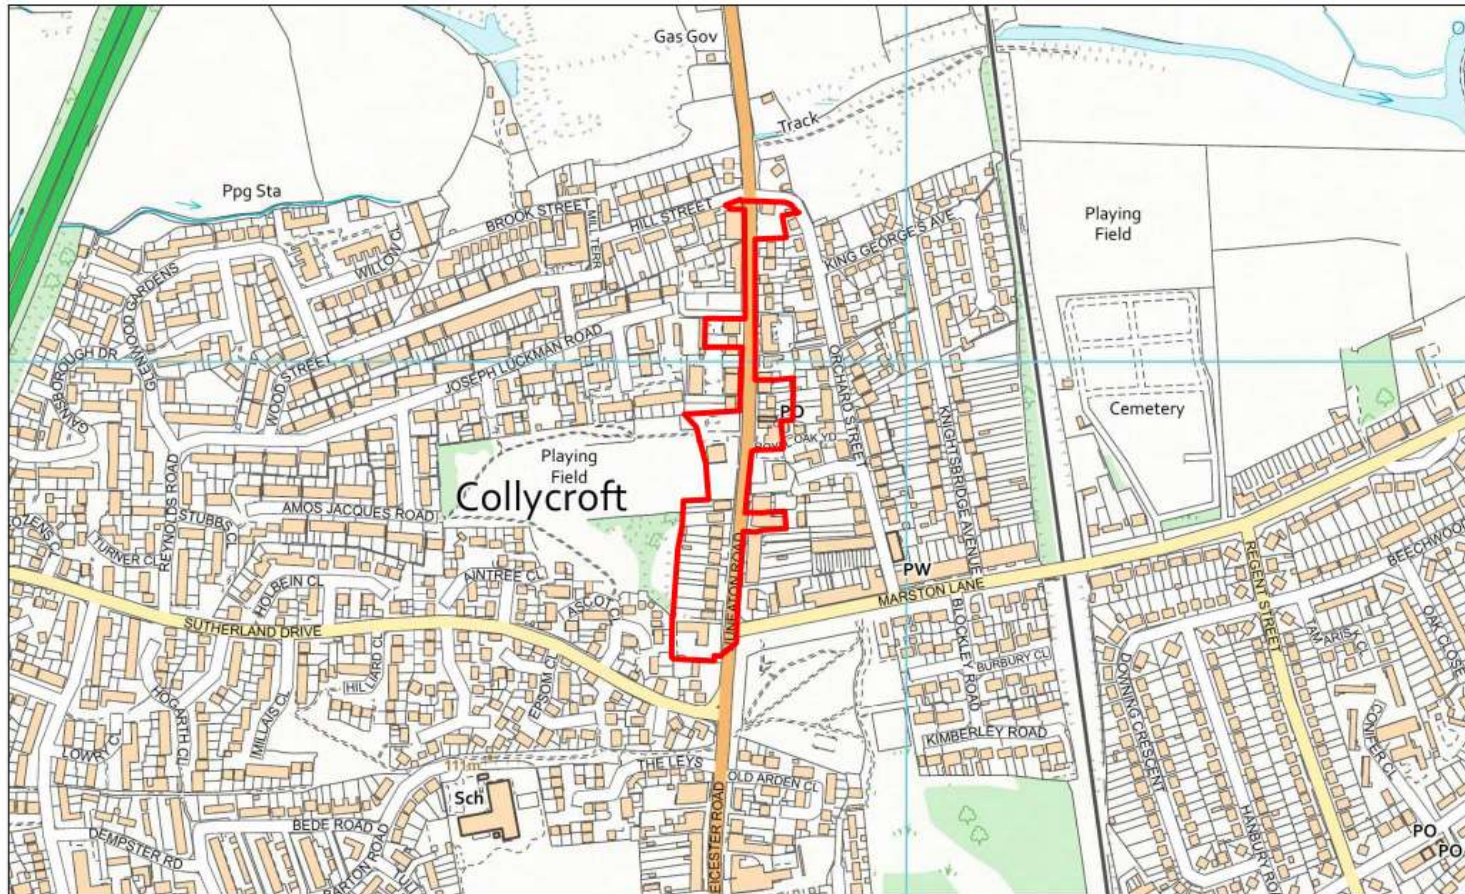 Gas Gov
Track
Ppg Sta
BROOK STREET
MILL TERR
HILL STREET
WILLOW CL
Playing
Field
KING GEORGE'S AVE
GLENWOOD GARDENS
GAINSBOROUGH DR
WOOD STREET
JOSEPH LUCKMAN ROAD
ORCHARD STREET
KNIGHTSBRIDGE AVENUE
Cemetery
PO
OAK YD
Playing
Field
Collycroft
REYNOLDS ROAD
STUBBS CL
AMOS JACQUES ROAD
TURNER CL
HOLBEIN CL
AINTREE CL
ASCOT CL
SUTHERLAND DRIVE
PW
MARSTON LANE
BEECHWOOD
REGENT STREET
OAK CLOSE
BLOCKLEY ROAD
BURBURY CL
HOGARTH CL
MILLAIS CL
EPSOM CL
LOWRY CL
DOWNING CRESCENT
CONIFER CL
KIMBERLEY ROAD
111m
THE LEYS
OLD ARDEN CL
Sch
BEDE ROAD
DEMPSTER RD
BARTON ROAD
EICESTER ROAD
HANBURY
PO
PO